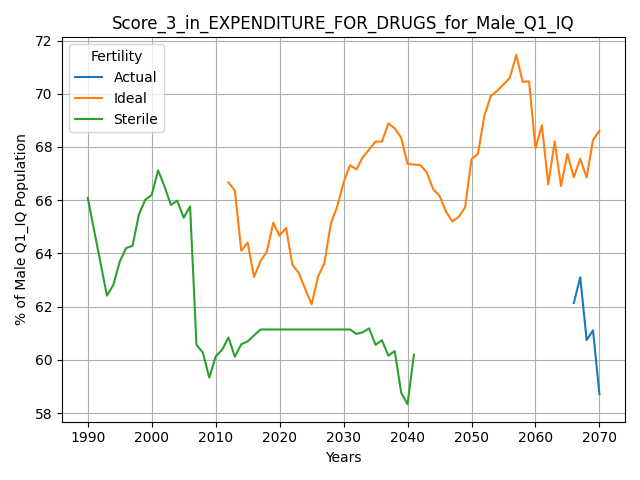 Score_3_in_EXPENDITURE_FOR_DRUGS_for_Male_Q1_IQ
Fertility
Actual
Ideal
Sterile
% of Male Q1_IQ Population
72
70
68
66
64
62
60
58
1990 2000 2010 2020 2030 2040 2050 2060 2070
Years